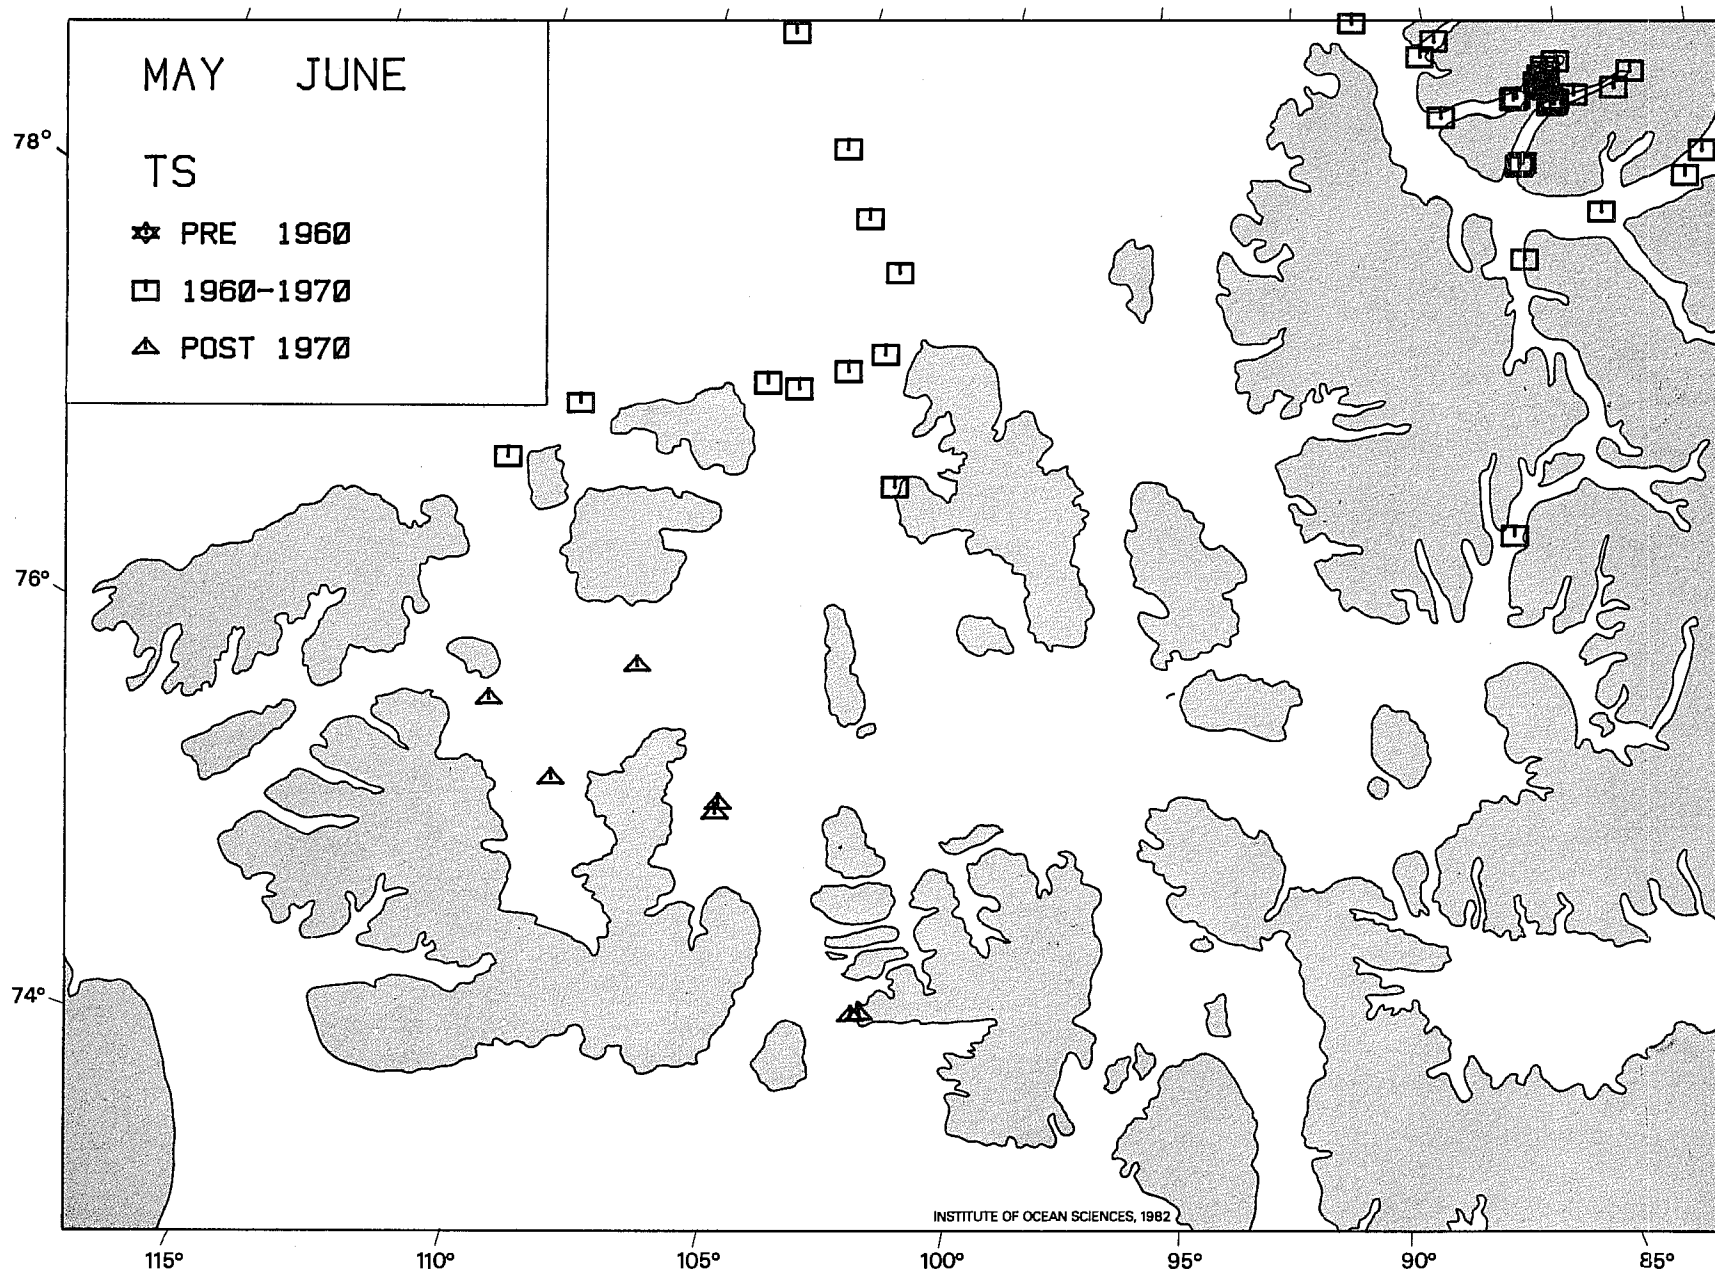 MAY JUNE
TS
PRE 1960
1960-1970
POST 1970
78°
76°
74°
INSTITUTE OF OCEAN SCIENCES, 1982
115° 110° 105° 100° 95° 90° 85°